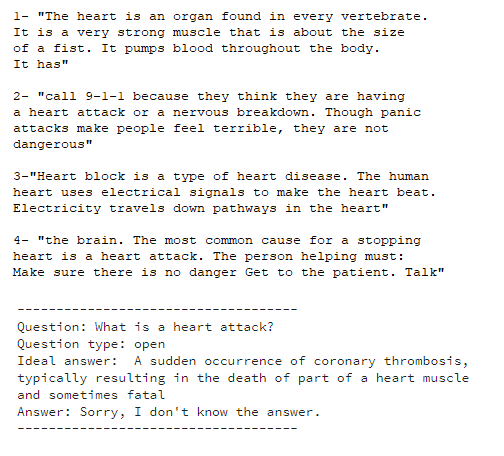 1- "The heart is an organ found in every vertebrate.
It is a very strong muscle that is about the size
of a fist. It pumps blood throughout the body.
It has"
2- "call 9-1-1 because they think they are having
a heart attack or a nervous breakdown. Though panic
attacks make people feel terrible, they are not
dangerous"
3-"Heart block is a type of heart disease. The human
heart uses electrical signals to make the heart beat.
Electricity travels down pathways in the heart"
4- "the brain. The most common cause for a stopping
heart is a heart attack. The person helping must:
Make sure there is no danger Get to the patient. Talk"
------------------------------------
Question: What is a heart attack?
Question type: open
Ideal answer:  A sudden occurrence of coronary thrombosis,
typically resulting in the death of part of a heart muscle
and sometimes fatal
Answer: Sorry, I don't know the answer.
------------------------------------